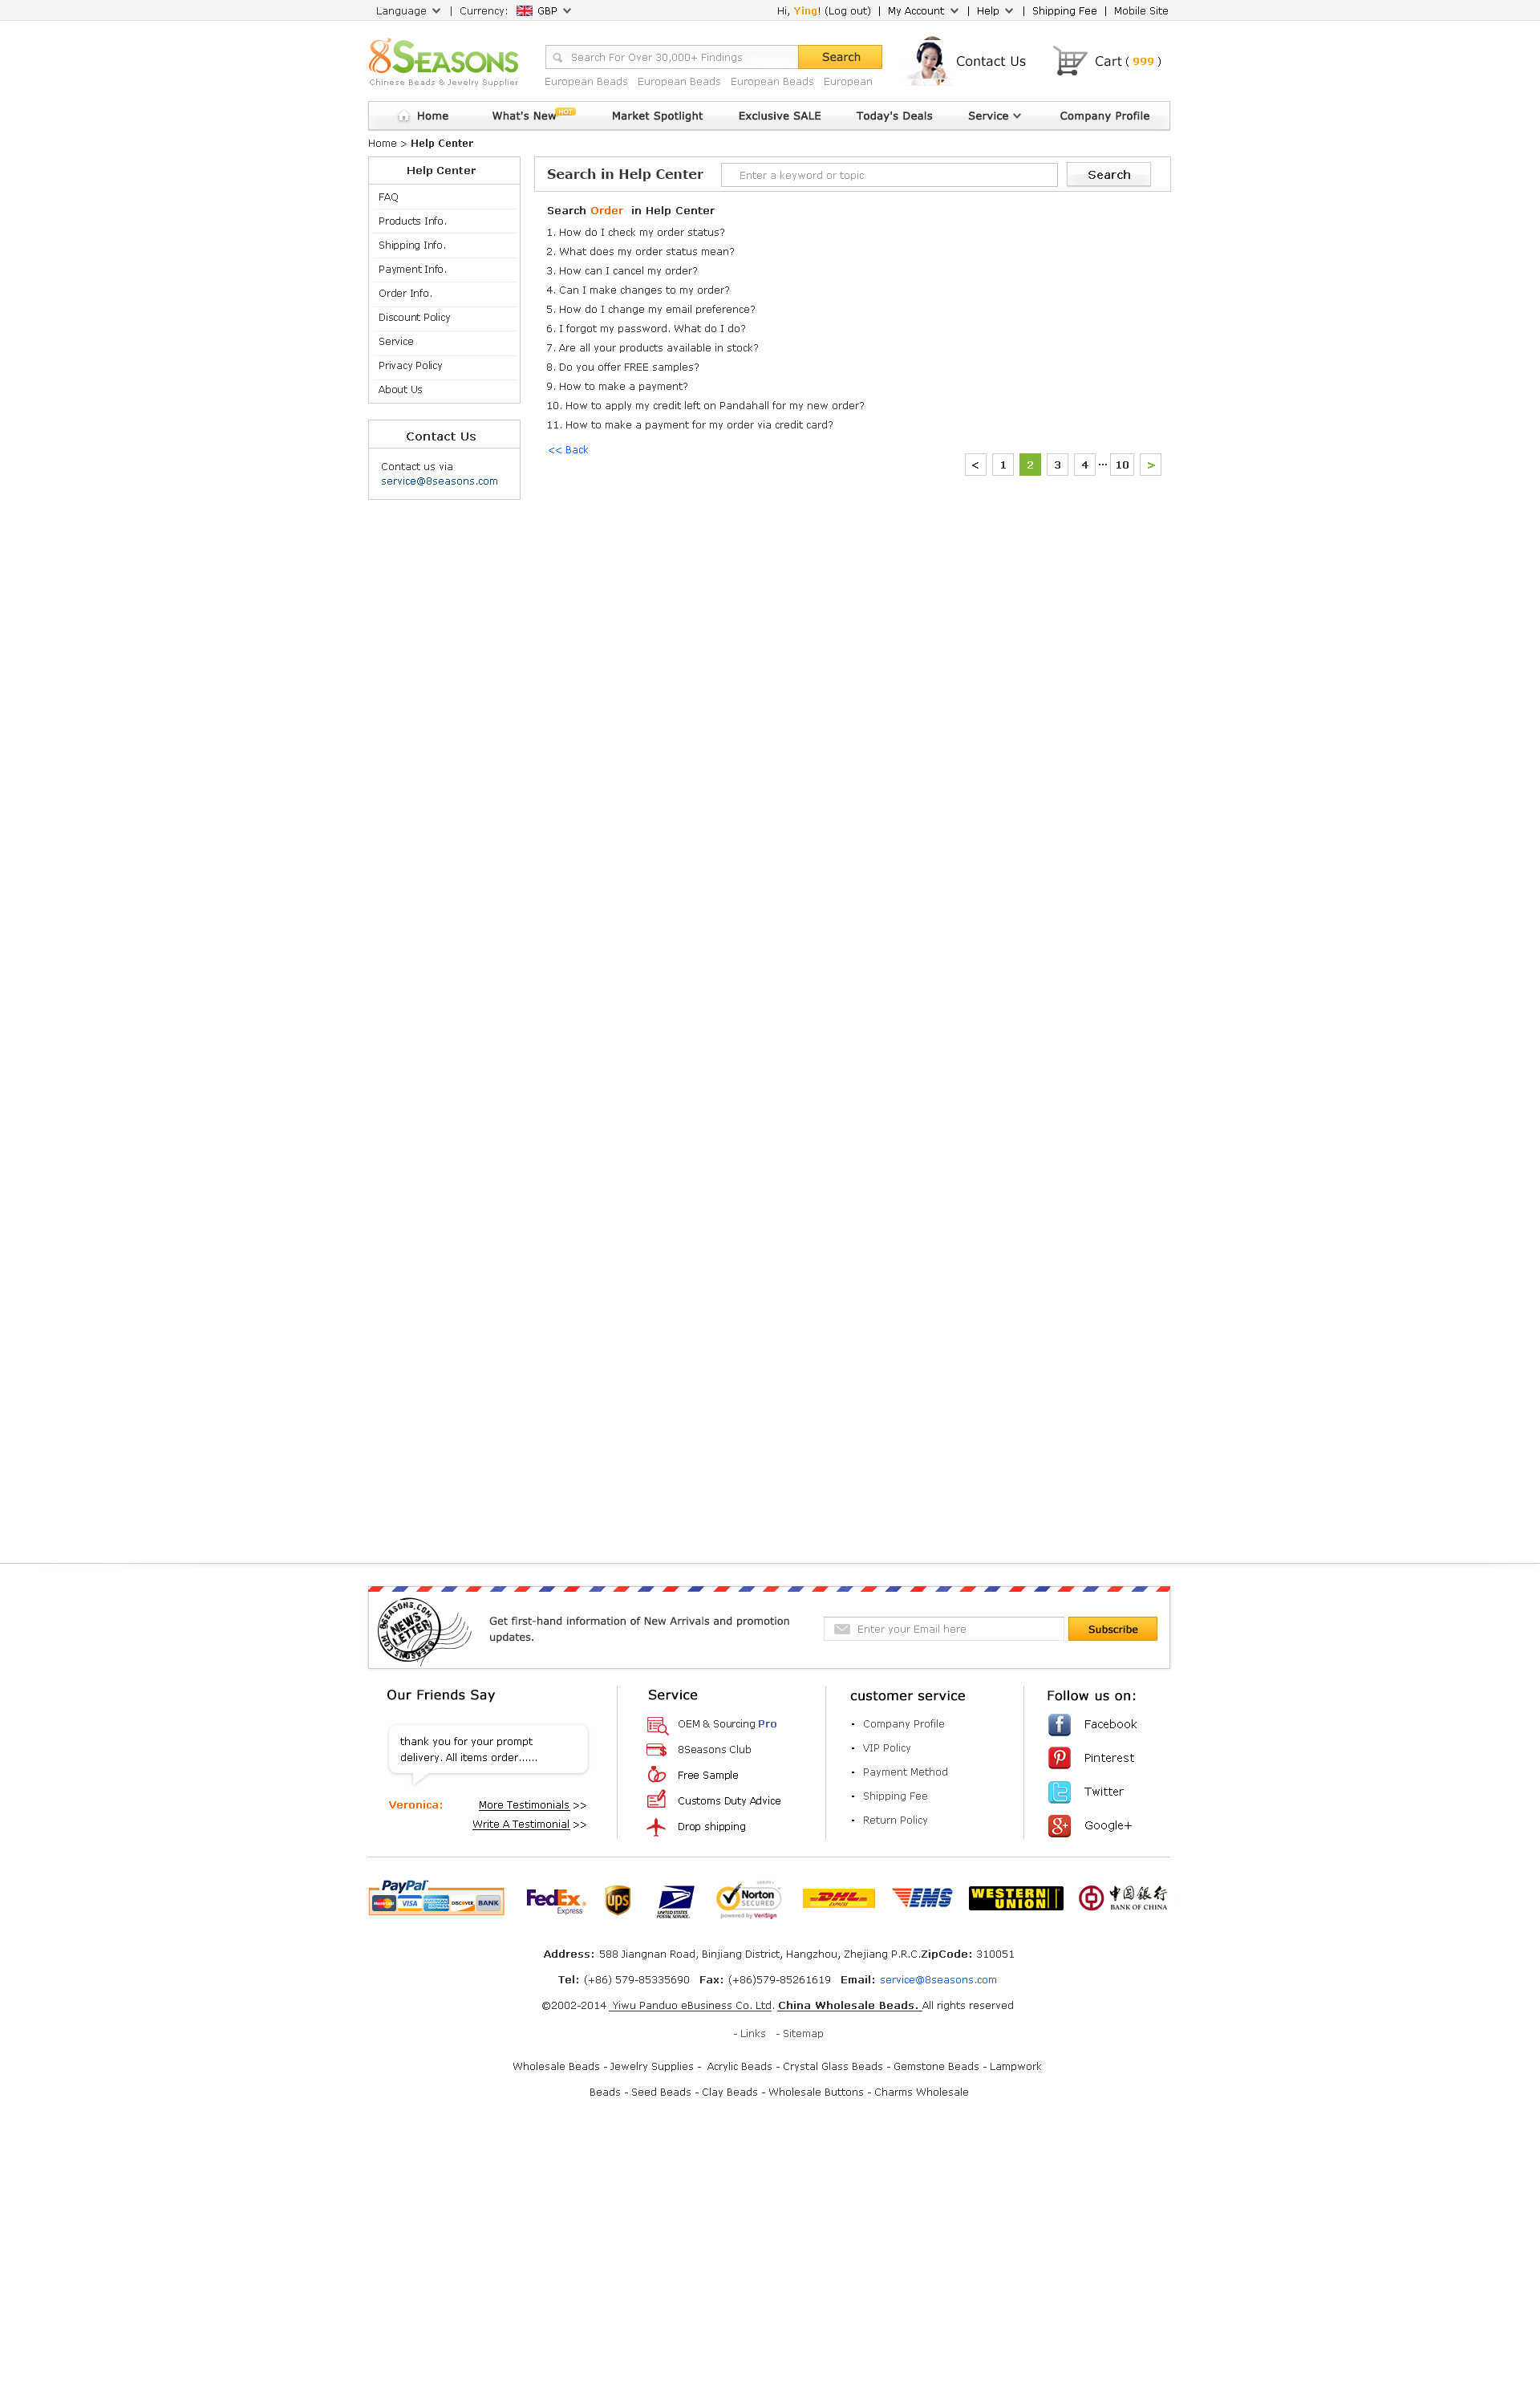 Language | Currency: GBP Hi, Ying! (Log out) | My Account | Help | Shipping Fee | Mobile Site
8SEASONS
Chinese Beads & Jewelry Supplier
Search For Over 30,000+ Findings Search
European Beads European Beads European Beads European
Contact Us Cart ( 999 )
Home What's New HOT Market Spotlight Exclusive SALE Today's Deals Service Company Profile
Home > Help Center
Help Center
FAQ
Products Info.
Shipping Info.
Payment Info.
Order Info.
Discount Policy
Service
Privacy Policy
About Us
Contact Us
Contact us via
service@8seasons.com
Search in Help Center Enter a keyword or topic Search
Search Order in Help Center
1. How do I check my order status?
2. What does my order status mean?
3. How can I cancel my order?
4. Can I make changes to my order?
5. How do I change my email preference?
6. I forgot my password. What do I do?
7. Are all your products available in stock?
8. Do you offer FREE samples?
9. How to make a payment?
10. How to apply my credit left on Pandahall for my new order?
11. How to make a payment for my order via credit card?
<< Back
< 1 2 3 4 ... 10 >
8SEASONS.COM
NEWS
LETTER
8SEASONS.COM
Get first-hand information of New Arrivals and promotion
updates.
Enter your Email here Subscribe
Our Friends Say
thank you for your prompt
delivery. All items order......
Veronica: More Testimonials >>
Write A Testimonial >>
Service
OEM & Sourcing Pro
8Seasons Club
Free Sample
Customs Duty Advice
Drop shipping
customer service
Company Profile
VIP Policy
Payment Method
Shipping Fee
Return Policy
Follow us on:
Facebook
Pinterest
Twitter
Google+
PayPal
MasterCard VISA AMERICAN EXPRESS DISCOVER BANK
FedEx
Express
ups
UNITED STATES
POSTAL SERVICE
VERIFY
Norton
SECURED
powered by VeriSign
DHL
EXPRESS
EMS
WESTERN
UNION
中国银行
BANK OF CHINA
Address: 588 Jiangnan Road, Binjiang District, Hangzhou, Zhejiang P.R.C.ZipCode: 310051
Tel: (+86) 579-85335690 Fax: (+86)579-85261619 Email: service@8seasons.com
©2002-2014 Yiwu Panduo eBusiness Co. Ltd. China Wholesale Beads. All rights reserved
- Links - Sitemap
Wholesale Beads - Jewelry Supplies - Acrylic Beads - Crystal Glass Beads - Gemstone Beads - Lampwork
Beads - Seed Beads - Clay Beads - Wholesale Buttons - Charms Wholesale